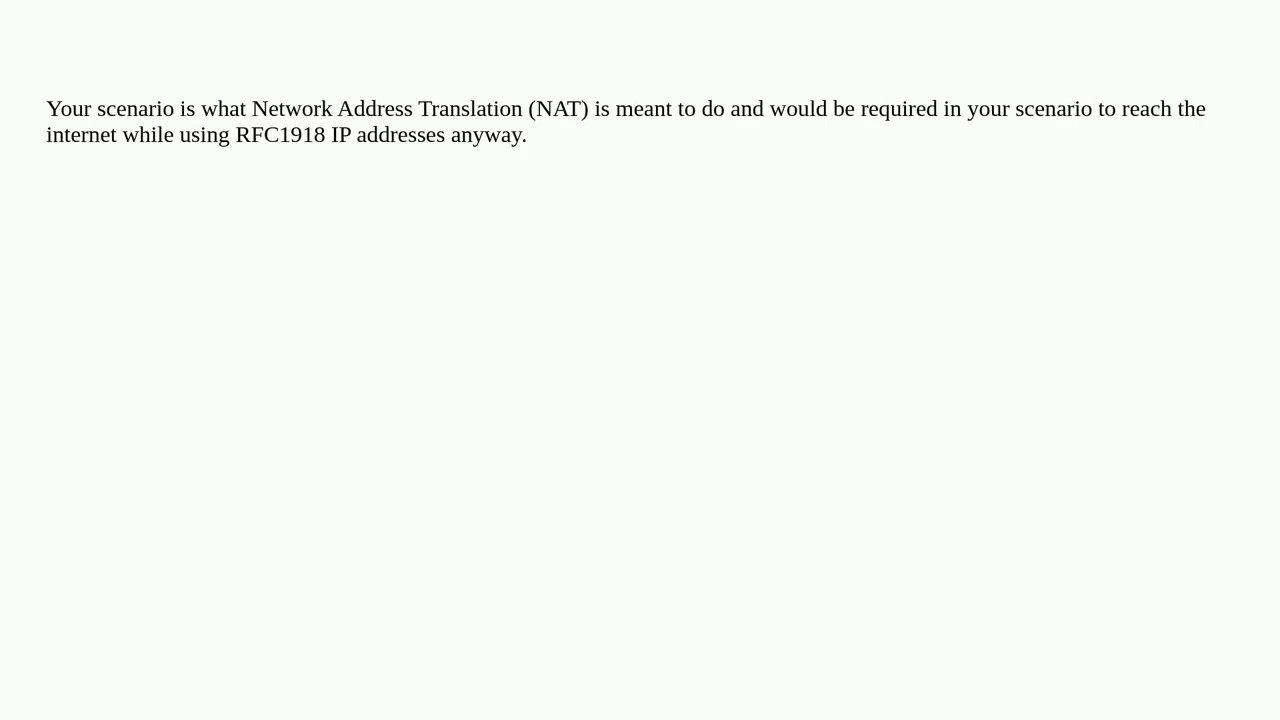 Your scenario is what Network Address Translation (NAT) is meant to do and would be required in your scenario to reach the
internet while using RFC1918 IP addresses anyway.